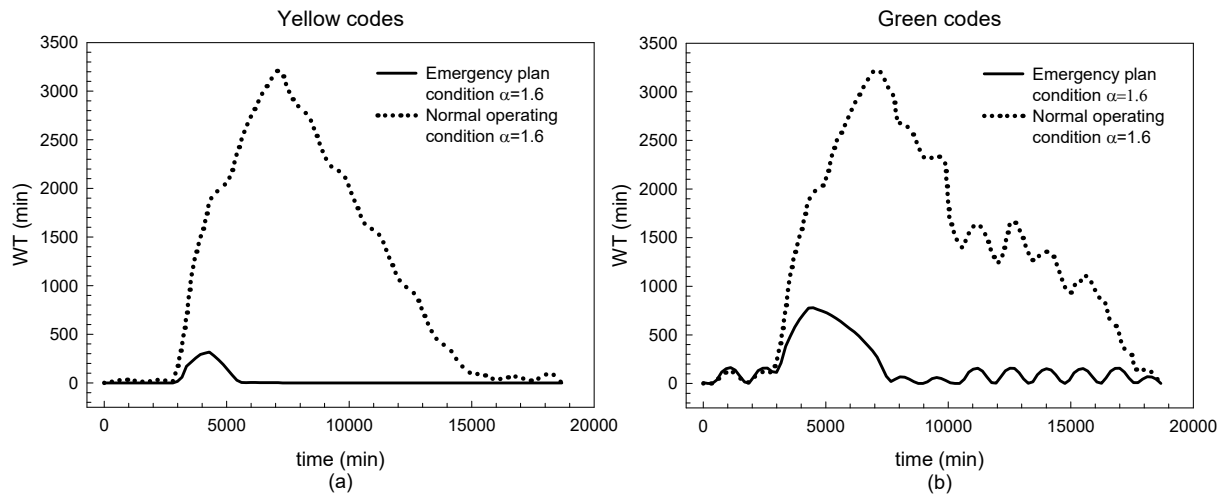 Yellow codes
3500
3000
2500
2000
1500
1000
500
0
WT (min)
Emergency plan
condition α=1.6
Normal operating
condition α=1.6
0 5000 10000 15000 20000
time (min)
(a)
Green codes
3500
3000
2500
2000
1500
1000
500
0
WT (min)
Emergency plan
condition α=1.6
Normal operating
condition α=1.6
0 5000 10000 15000 20000
time (min)
(b)